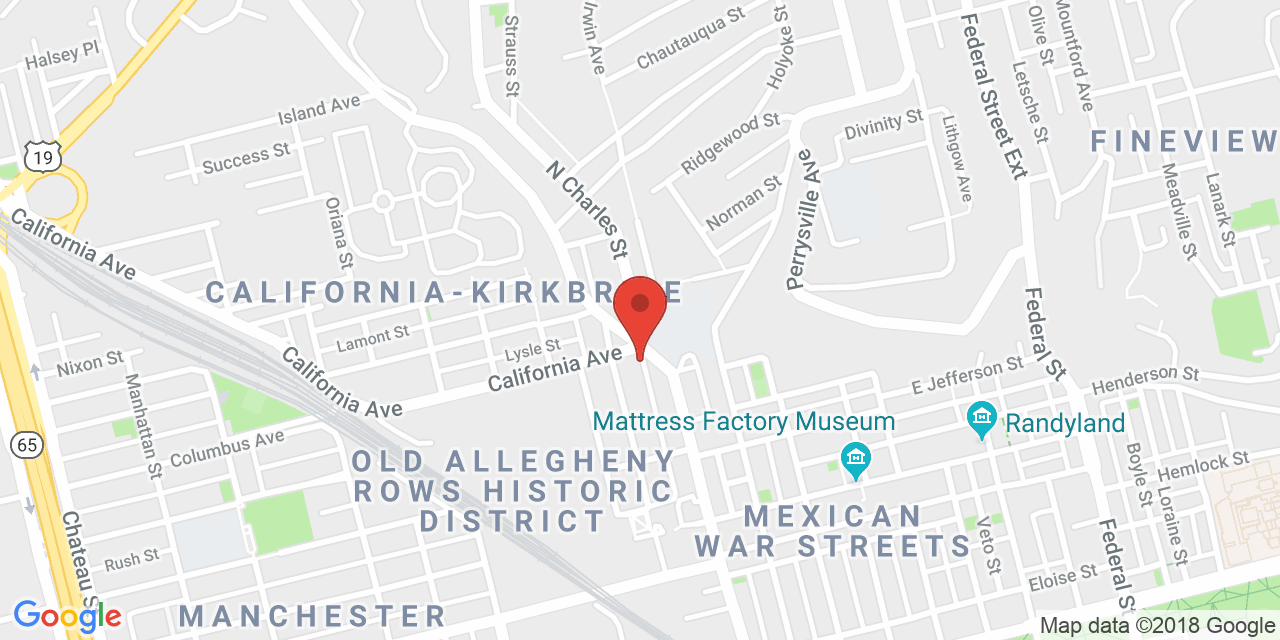 Halsey Pl
19
Island Ave
Success St
Oriana St
Strauss St
Irwin Ave
Chautauqua St
Holyoke St
Ridgewood St
Norman St
Divinity St
Lithgow Ave
Perrysville Ave
Federal Street Ext
Olive St
Letsche St
Mountford Ave
FINEVIEW
Meadville St
Lanark St
N Charles St
California Ave
CALIFORNIA-KIRKBR
E
Lamont St
Lysle St
California Ave
California Ave
Nixon St
Manhattan St
Columbus Ave
65
Chateau S
Rush St
MANCHESTER
OLD ALLEGHENY
ROWS HISTORIC
DISTRICT
Mattress Factory Museum
Randyland
E Jefferson St
Federal St
Henderson St
Boyle St
Hemlock St
Loraine St
MEXICAN
WAR STREETS
Veto St
Eloise St
Federal St
Google
Map data ©2018 Google